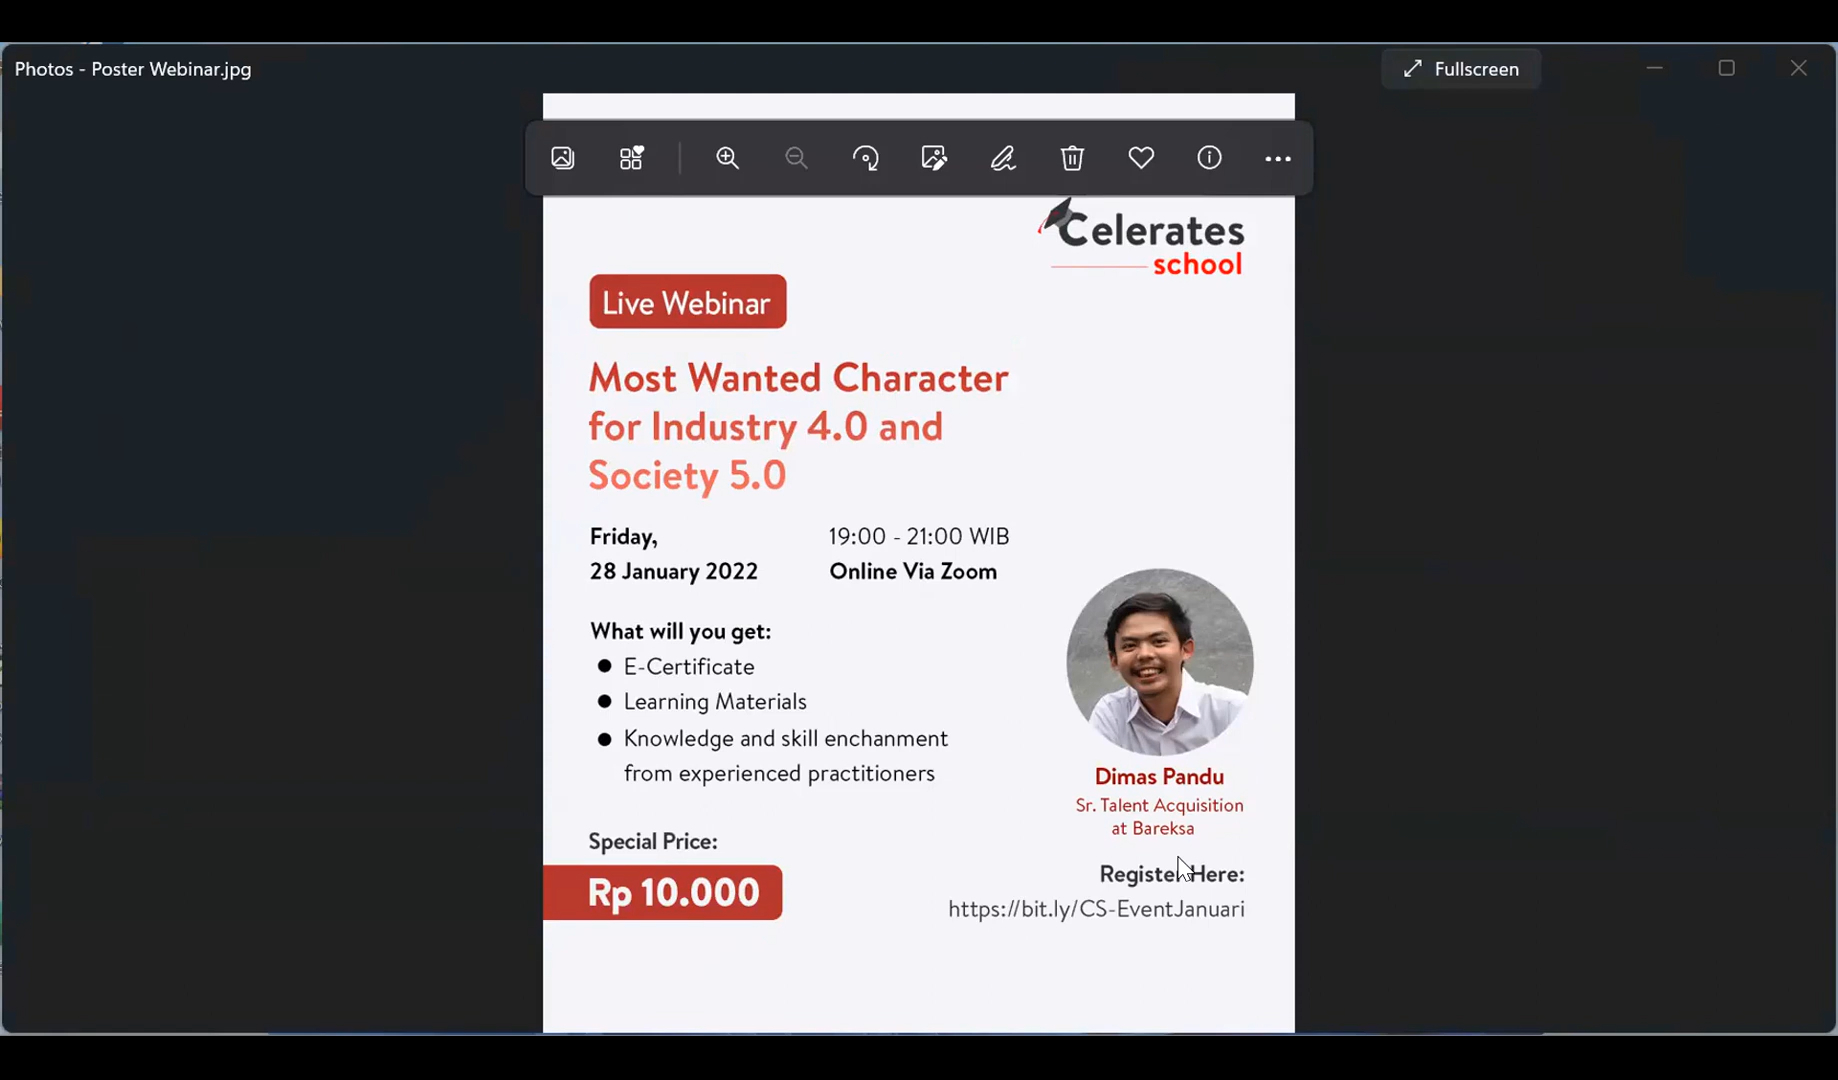 Photos - Poster Webinar.jpg
Fullscreen
Celerates
school
Live Webinar
Most Wanted Character
for Industry 4.0 and
Society 5.0
Friday,
28 January 2022
19:00 - 21:00 WIB
Online Via Zoom
What will you get:
● E-Certificate
● Learning Materials
● Knowledge and skill enchanment
from experienced practitioners
Dimas Pandu
Sr. Talent Acquisition
at Bareksa
Special Price:
Rp 10.000
Register Here:
https://bit.ly/CS-EventJanuari